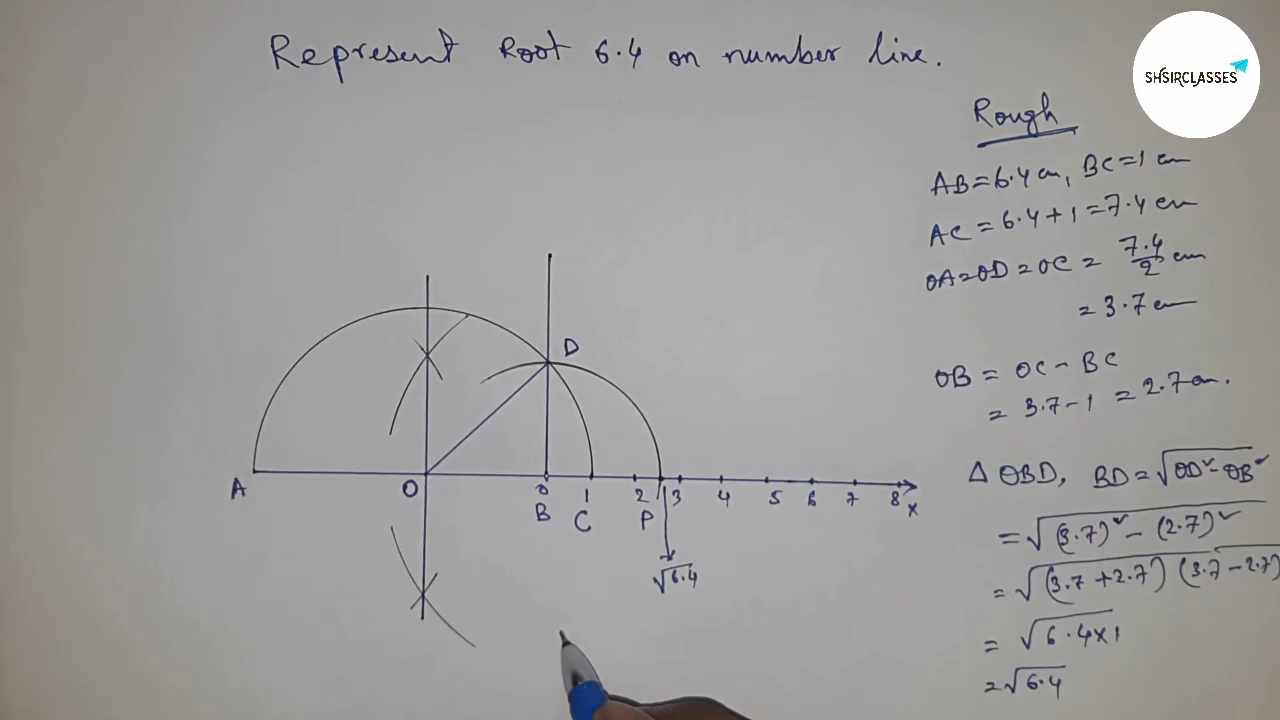 Represent Root 6.4 on number line.
SHSIRCLASSES
Rough
AB = 6.4 cm, BC = 1 cm
AC = 6.4 + 1 = 7.4 cm
OA = OD = OC = 7.4/2 cm
= 3.7 cm
OB = OC - BC
= 3.7 - 1 = 2.7 cm.
Δ OBD, BD = √(OD² - OB²)
= √((3.7)² - (2.7)²)
= √((3.7 + 2.7) (3.7 - 2.7))
= √(6.4×1)
= √6.4
D
A O 0 1 2 3 4 5 6 7 8 x
B C P
√6.4